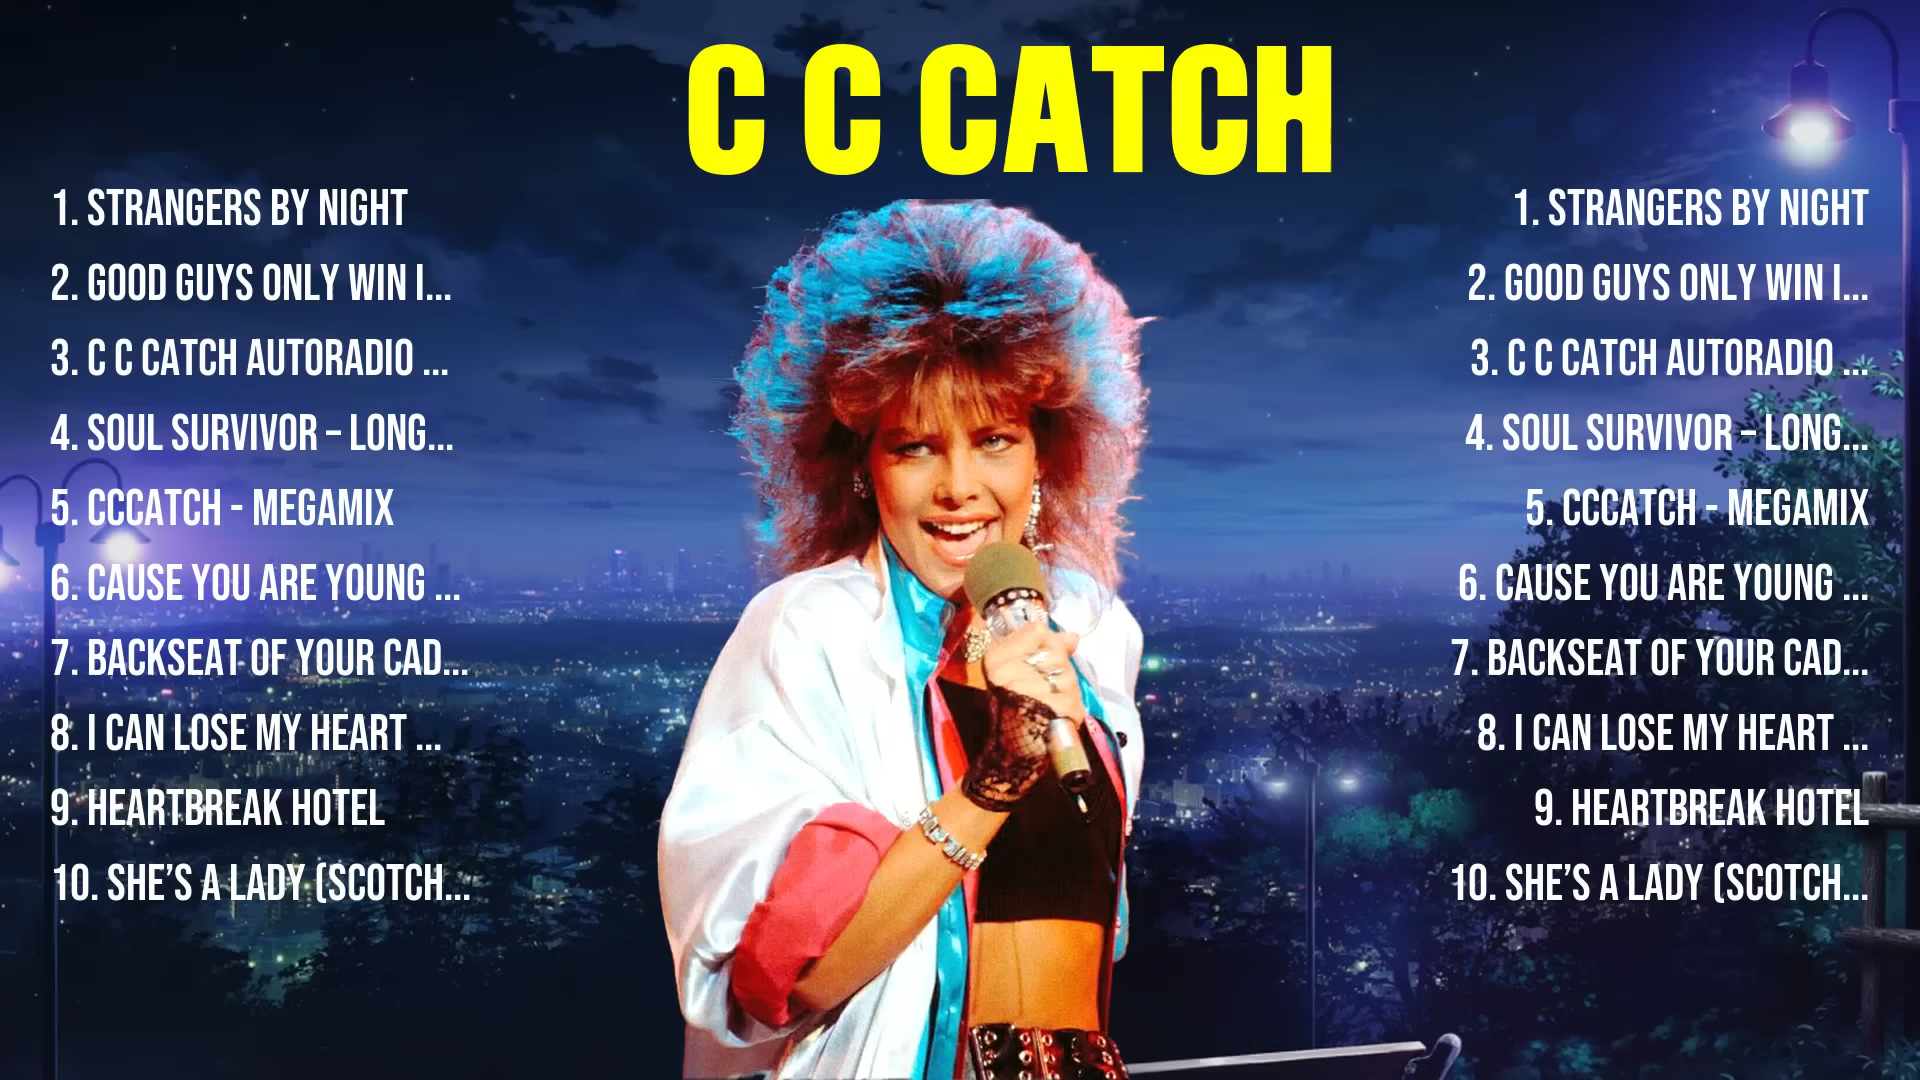 C C CATCH
1. STRANGERS BY NIGHT
2. GOOD GUYS ONLY WIN I...
3. C C CATCH AUTORADIO ...
4. SOUL SURVIVOR – LONG...
5. CCCATCH - MEGAMIX
6. CAUSE YOU ARE YOUNG ...
7. BACKSEAT OF YOUR CAD...
8. I CAN LOSE MY HEART ...
9. HEARTBREAK HOTEL
10. SHE’S A LADY (SCOTCH...
1. STRANGERS BY NIGHT
2. GOOD GUYS ONLY WIN I...
3. C C CATCH AUTORADIO ...
4. SOUL SURVIVOR – LONG...
5. CCCATCH - MEGAMIX
6. CAUSE YOU ARE YOUNG ...
7. BACKSEAT OF YOUR CAD...
8. I CAN LOSE MY HEART ...
9. HEARTBREAK HOTEL
10. SHE’S A LADY (SCOTCH...